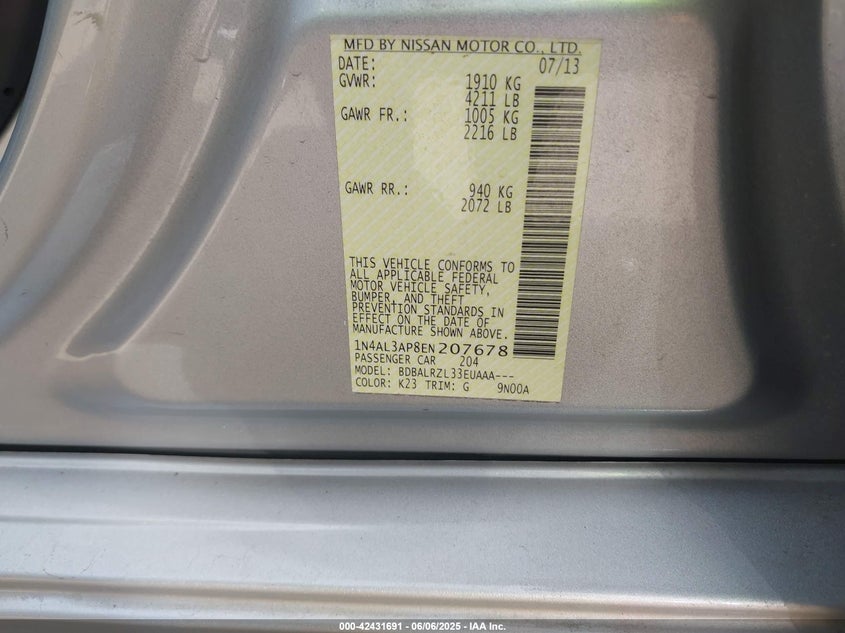 MFD BY NISSAN MOTOR CO., LTD.
DATE: 07/13
GVWR: 1910 KG
4211 LB
GAWR FR.: 1005 KG
2216 LB
GAWR RR.: 940 KG
2072 LB
THIS VEHICLE CONFORMS TO
ALL APPLICABLE FEDERAL
MOTOR VEHICLE SAFETY,
BUMPER, AND THEFT
PREVENTION STANDARDS IN
EFFECT ON THE DATE OF
MANUFACTURE SHOWN ABOVE.
1N4AL3AP8EN207678
PASSENGER CAR 204
MODEL: BDBALRZL33EUAAA---
COLOR: K23 TRIM: G 9N00A
000-42431691 - 06/06/2025 - IAA Inc.